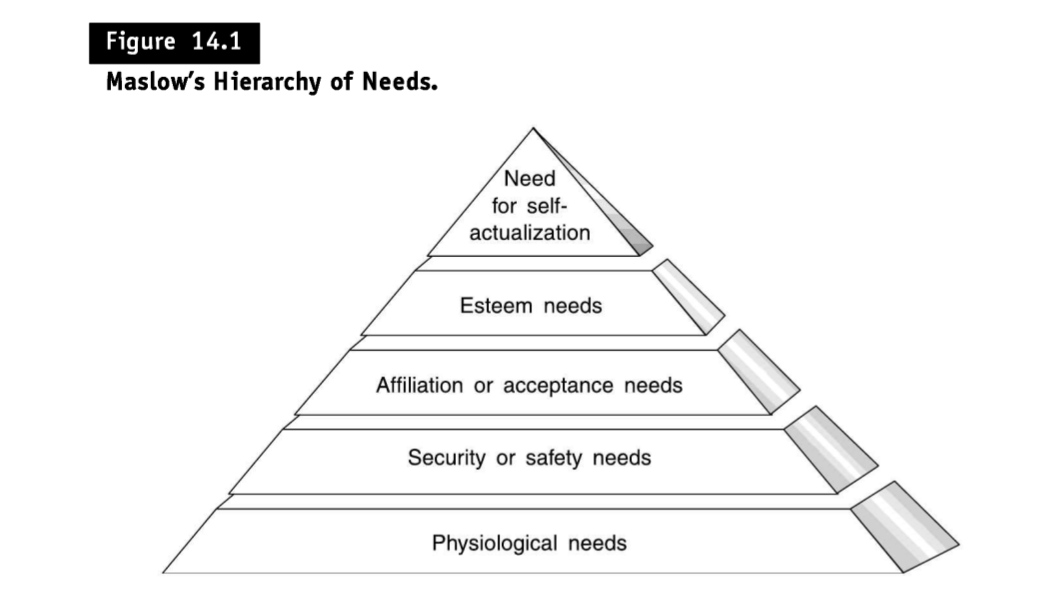 Figure 14.1
Maslow's Hierarchy of Needs.
Need
for self-
actualization
Esteem needs
Affiliation or acceptance needs
Security or safety needs
Physiological needs